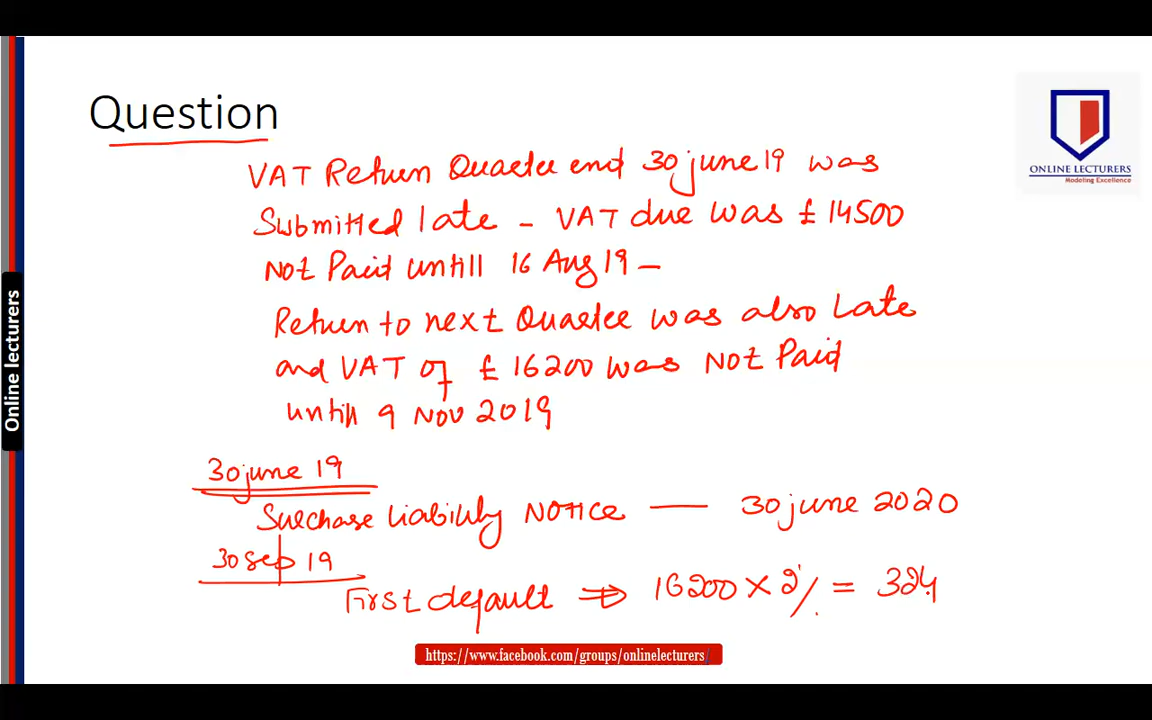 Question
VAT Return Quarter end 30 june 19 was
Submitted late - VAT due was £ 14500
Not Paid untill 16 Aug 19 -
Return to next Quarter was also Late
and VAT of £ 16200 was Not Paid
untill 9 Nov 2019
30 june 19
Surchase liability Notice — 30 june 2020
30 Sep 19
First default ⇒ 16200 × 2% = 324
https://www.facebook.com/groups/onlinelecturers/
Online lecturers
ONLINE LECTURERS
Modeling Excellence